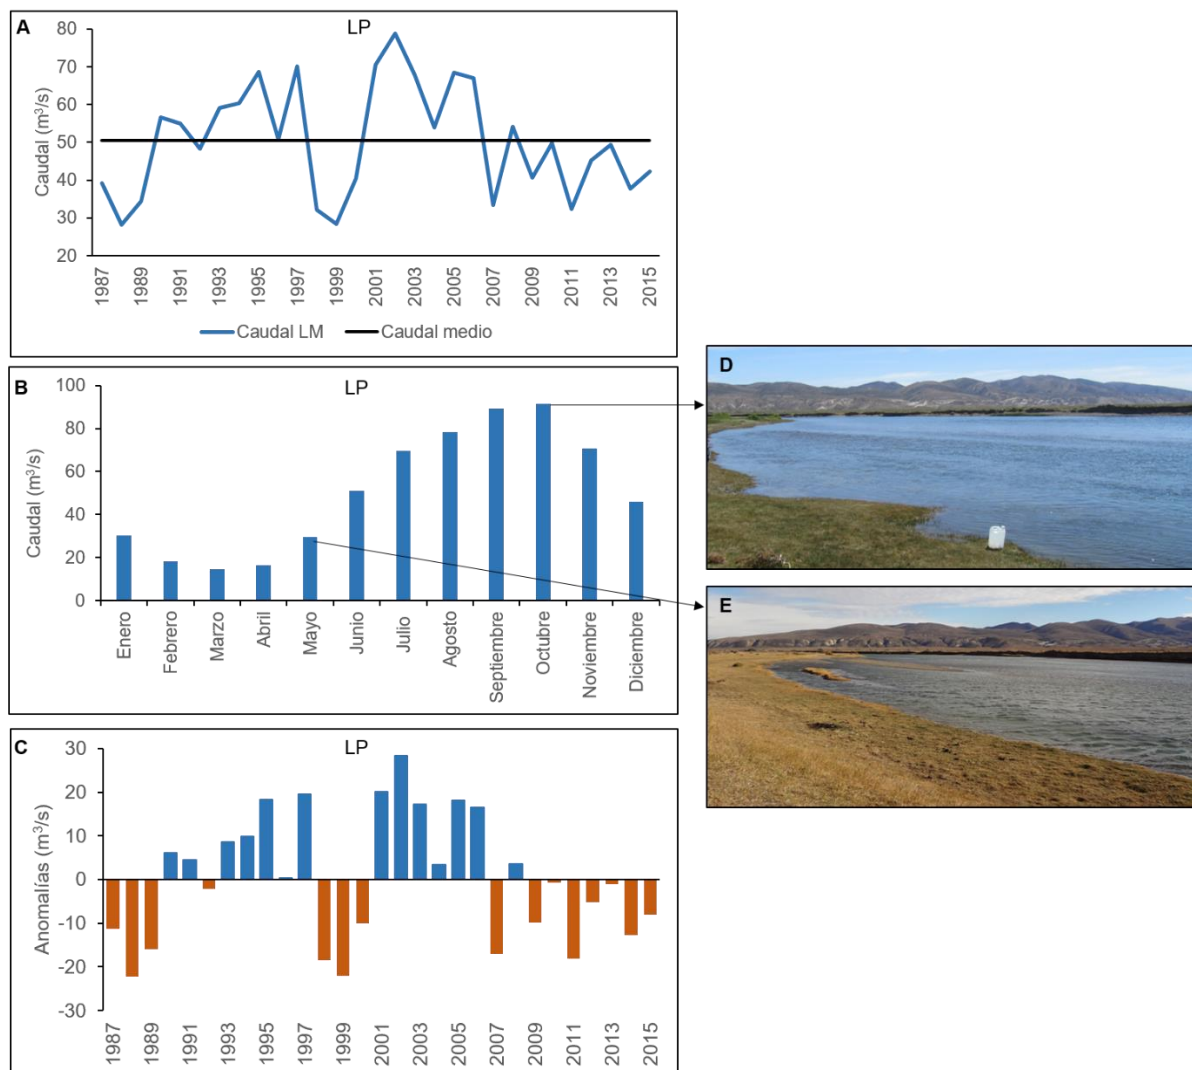 A
LP
Caudal (m³/s)
80
70
60
50
40
30
20
1987
1989
1991
1993
1995
1997
1999
2001
2003
2005
2007
2009
2011
2013
2015
Caudal LM
Caudal medio
B
LP
Caudal (m³/s)
100
80
60
40
20
0
Enero
Febrero
Marzo
Abril
Mayo
Junio
Julio
Agosto
Septiembre
Octubre
Noviembre
Diciembre
D
E
C
LP
Anomalías (m³/s)
30
20
10
0
-10
-20
-30
1987
1989
1991
1993
1995
1997
1999
2001
2003
2005
2007
2009
2011
2013
2015